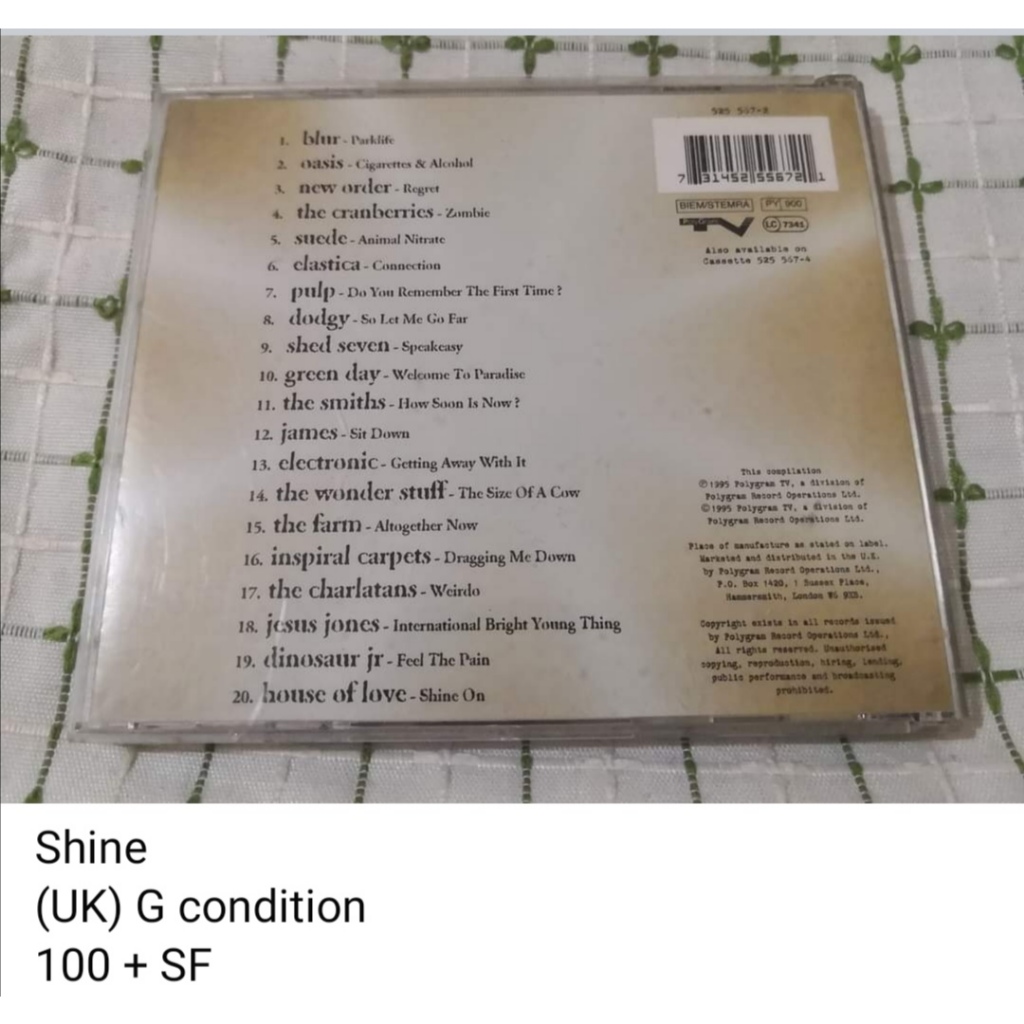 525 567-2
1. blur - Parklife
2. oasis - Cigarettes & Alcohol
3. new order - Regret
4. the cranberries - Zombie
5. suede - Animal Nitrate
6. elastica - Connection
7. pulp - Do You Remember The First Time?
8. dodgy - So Let Me Go Far
9. shed seven - Speakeasy
10. green day - Welcome To Paradise
11. the smiths - How Soon Is Now?
12. james - Sit Down
13. electronic - Getting Away With It
14. the wonder stuff - The Size Of A Cow
15. the farm - Altogether Now
16. inspiral carpets - Dragging Me Down
17. the charlatans - Weirdo
18. jesus jones - International Bright Young Thing
19. dinosaur jr - Feel The Pain
20. house of love - Shine On
7 31452 55672 1
BIEM/STEMRA PY 900
PolyGram TV LC 7341
Also available on
Cassette 525 567-4
This compilation
℗ 1995 Polygram TV, a division of
Polygram Record Operations Ltd.
© 1995 Polygram TV, a division of
Polygram Record Operations Ltd.
Place of manufacture as stated on label.
Marketed and distributed in the U.K.
by Polygram Record Operations Ltd.,
P.O. Box 1420, 1 Sussex Place,
Hammersmith, London W6 9XS.
Copyright exists in all records issued
by Polygram Record Operations Ltd.,
All rights reserved. Unauthorised
copying, reproduction, hiring, lending,
public performance and broadcasting
prohibited.
Shine
(UK) G condition
100 + SF